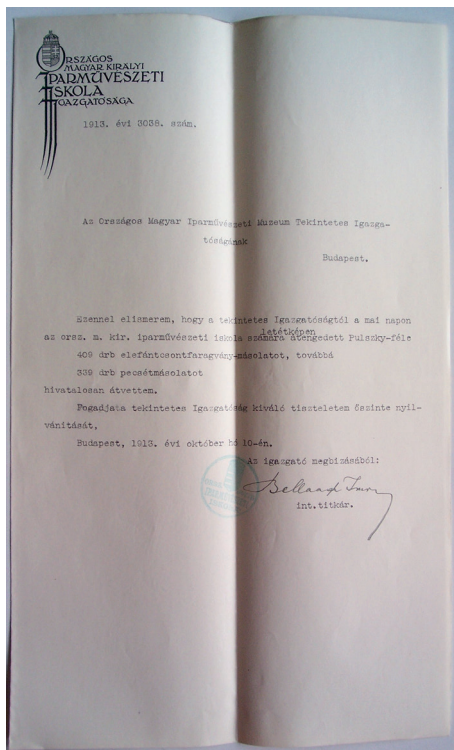 ORSZÁGOS
MAGYAR KIRÁLYI
IPARMŰVÉSZETI
ISKOLA
IGAZGATÓSÁGA
1913. évi 3038. szám.
Az Országos Magyar Iparművészeti Muzeum Tekintetes Igazga-
tóságának
Budapest.
Ezennel elismerem, hogy a tekintetes Igazgatóságtól a mai napon
letétképen
az orsz. m. kir. iparművészeti iskola számára átengedett Pulszky-féle
409 drb elefántcsontfaragvány-másolatot, továbbá
339 drb pecsétmásolatot
hivatalosan átvettem.
Fogadjata tekintetes Igazgatóság kiváló tiszteletem őszinte nyil-
vánitását,
Budapest, 1913. évi október hó 10-én.
Az igazgató megbizásából:
int. titkár.